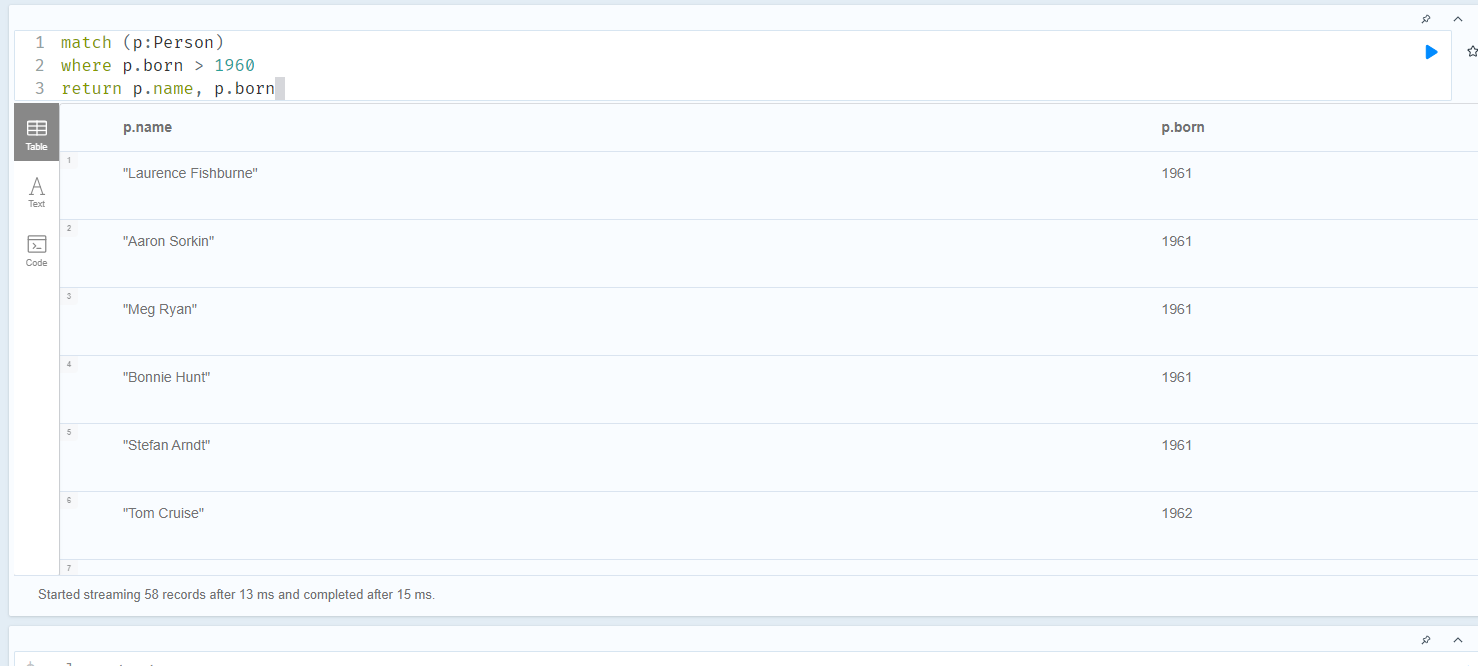 1 match (p:Person)
2 where p.born > 1960
3 return p.name, p.born
Table
Text
Code
p.name p.born
1 "Laurence Fishburne" 1961
2 "Aaron Sorkin" 1961
3 "Meg Ryan" 1961
4 "Bonnie Hunt" 1961
5 "Stefan Arndt" 1961
6 "Tom Cruise" 1962
7
Started streaming 58 records after 13 ms and completed after 15 ms.